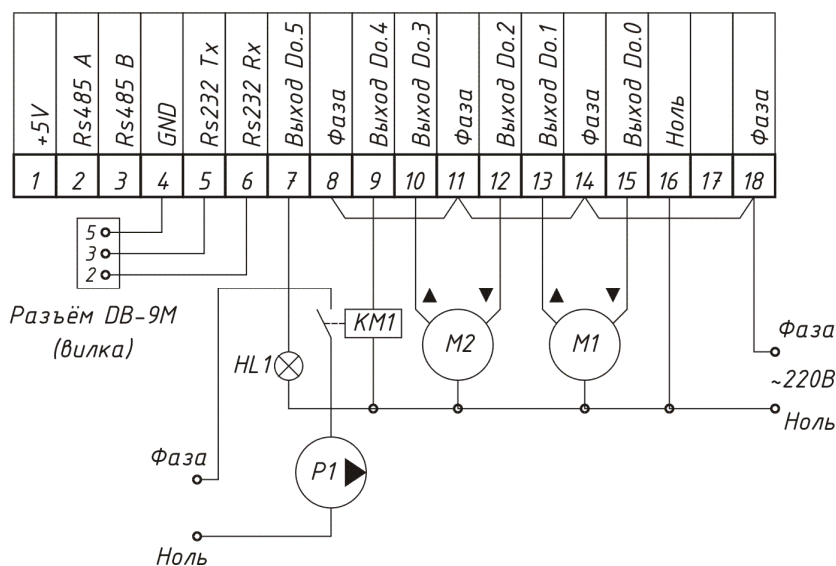 +5V
Rs485 A
Rs485 B
GND
Rs232 Tx
Rs232 Rx
Выход Do.5
Фаза
Выход Do.4
Выход Do.3
Фаза
Выход Do.2
Выход Do.1
Фаза
Выход Do.0
Ноль
Фаза
1 2 3 4 5 6 7 8 9 10 11 12 13 14 15 16 17 18
5
3
2
Разъём DB-9M
(вилка)
KM1
HL1
M2
M1
Фаза
~220В
Ноль
Фаза
P1
Ноль